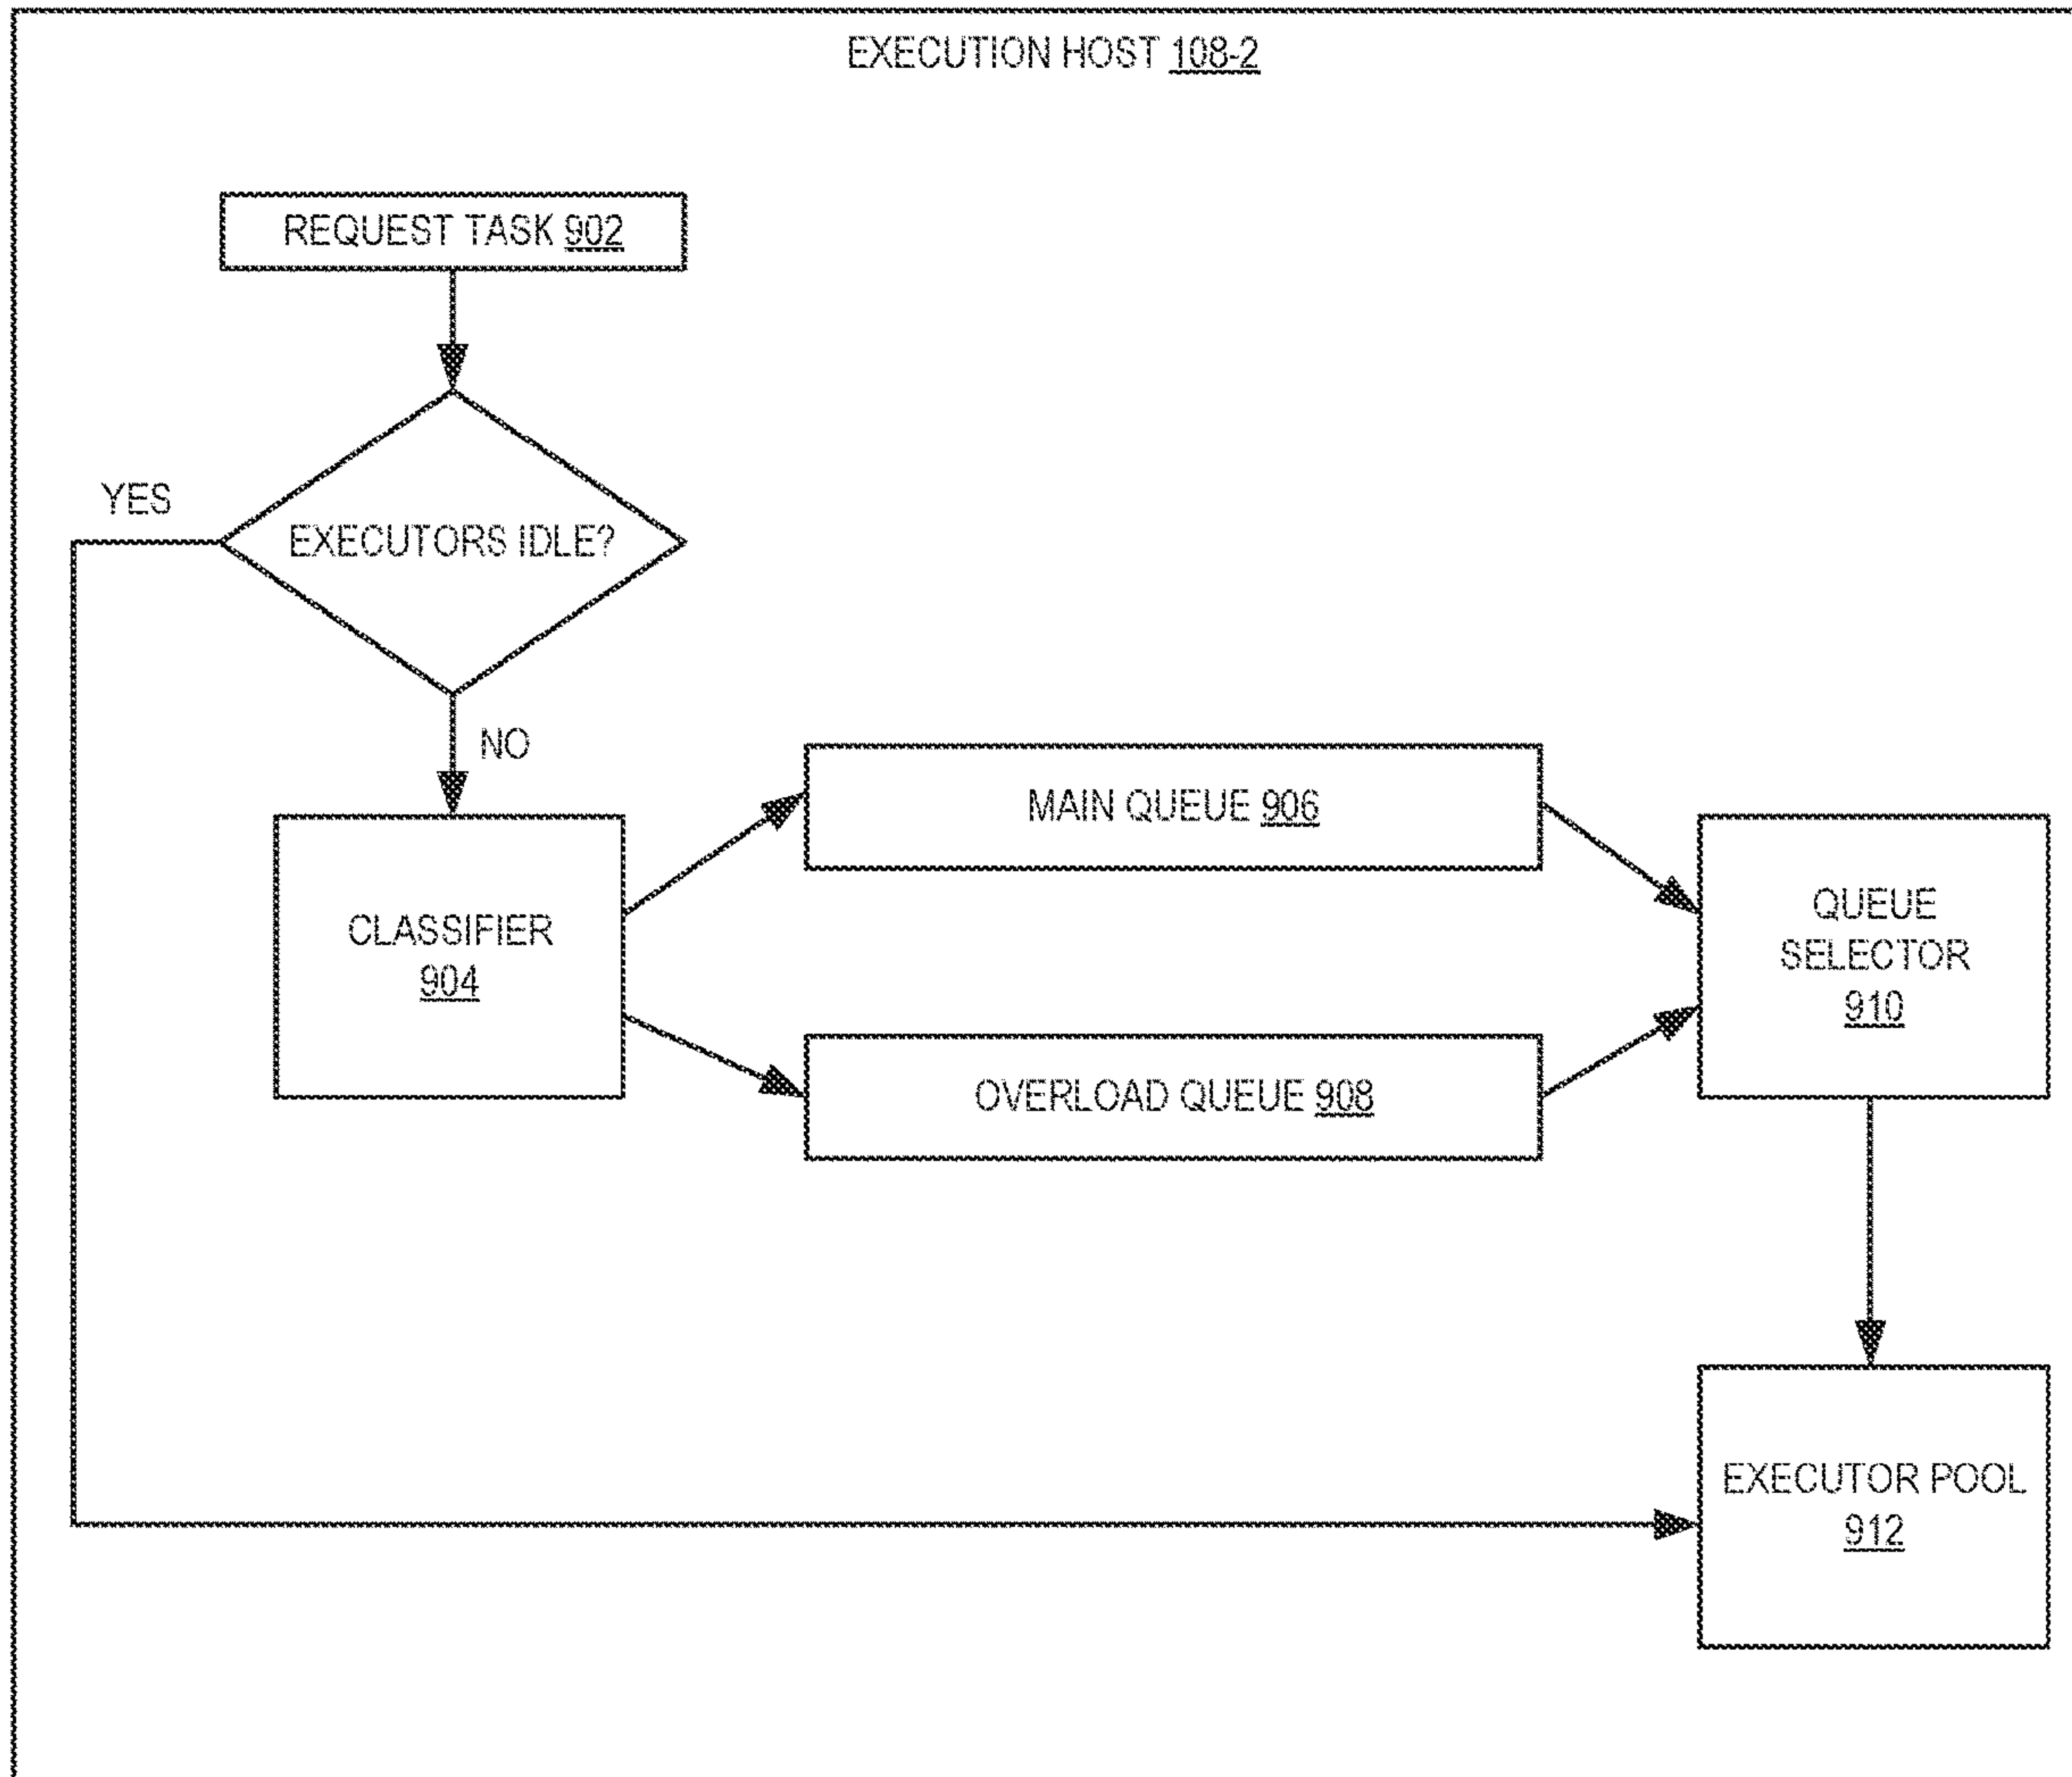 EXECUTION HOST 108-2
REQUEST TASK 902
YES
EXECUTORS IDLE?
NO
MAIN QUEUE 906
CLASSIFIER
904
QUEUE
SELECTOR
910
OVERLOAD QUEUE 908
EXECUTOR POOL
912